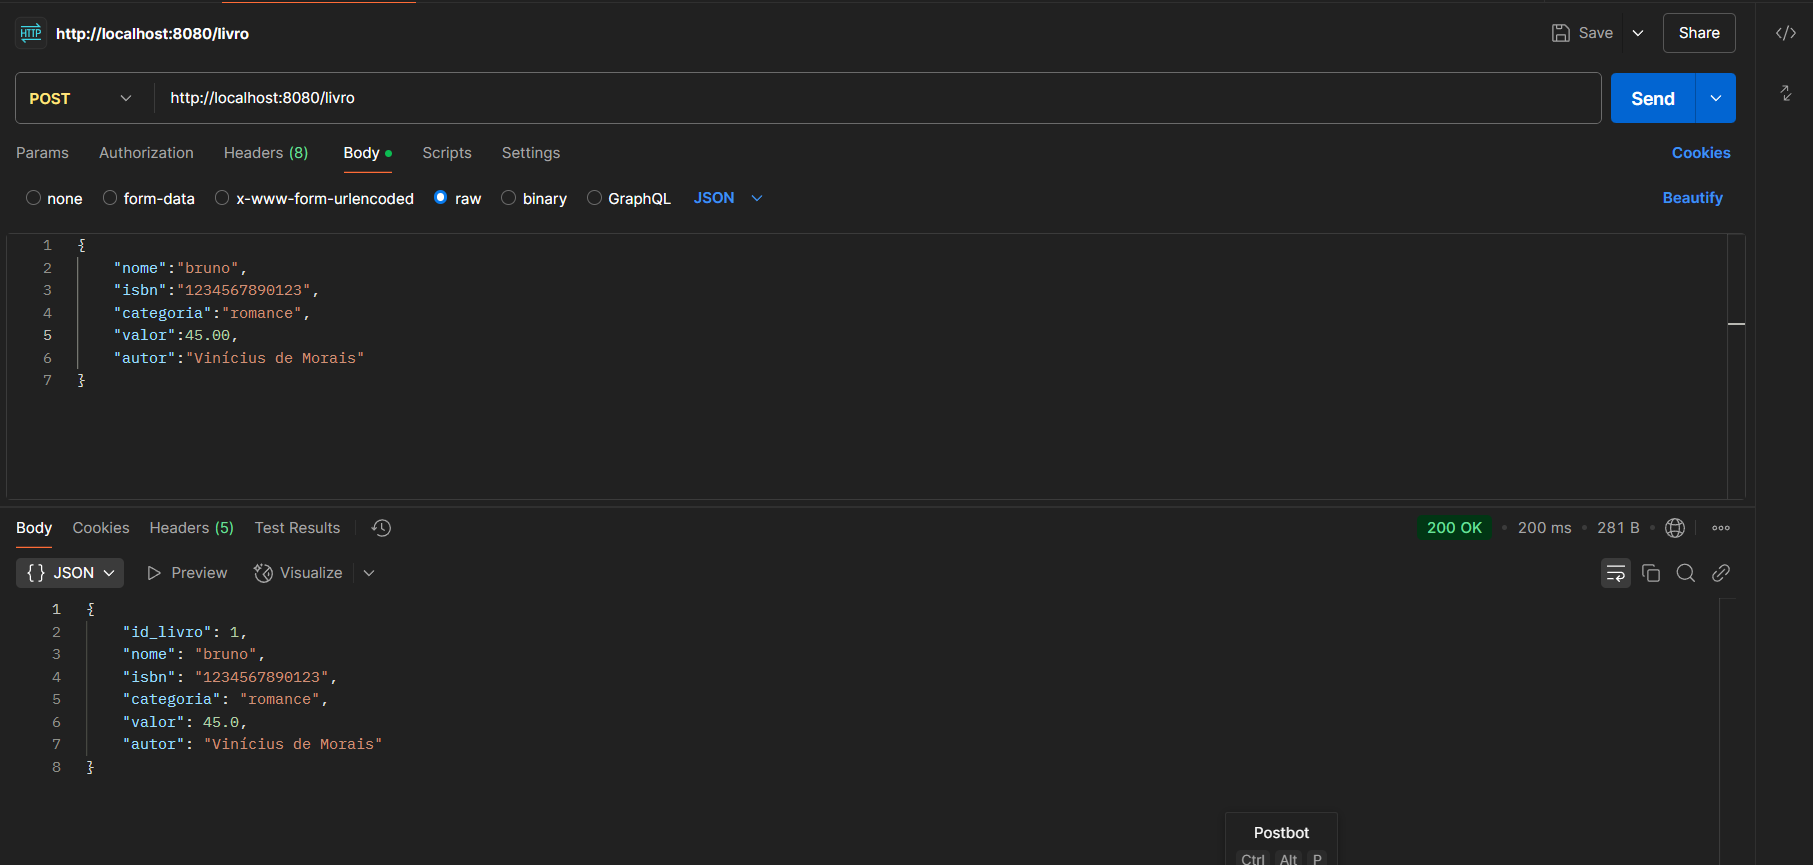 HTTP http://localhost:8080/livro Save Share
POST http://localhost:8080/livro Send
Params Authorization Headers (8) Body Scripts Settings Cookies
none form-data x-www-form-urlencoded raw binary GraphQL JSON Beautify
1 {
2 "nome":"bruno",
3 "isbn":"1234567890123",
4 "categoria":"romance",
5 "valor":45.00,
6 "autor":"Vinícius de Morais"
7 }
Body Cookies Headers (5) Test Results 200 OK • 200 ms • 281 B •
{} JSON Preview Visualize
1 {
2 "id_livro": 1,
3 "nome": "bruno",
4 "isbn": "1234567890123",
5 "categoria": "romance",
6 "valor": 45.0,
7 "autor": "Vinícius de Morais"
8 }
Postbot
Ctrl Alt P